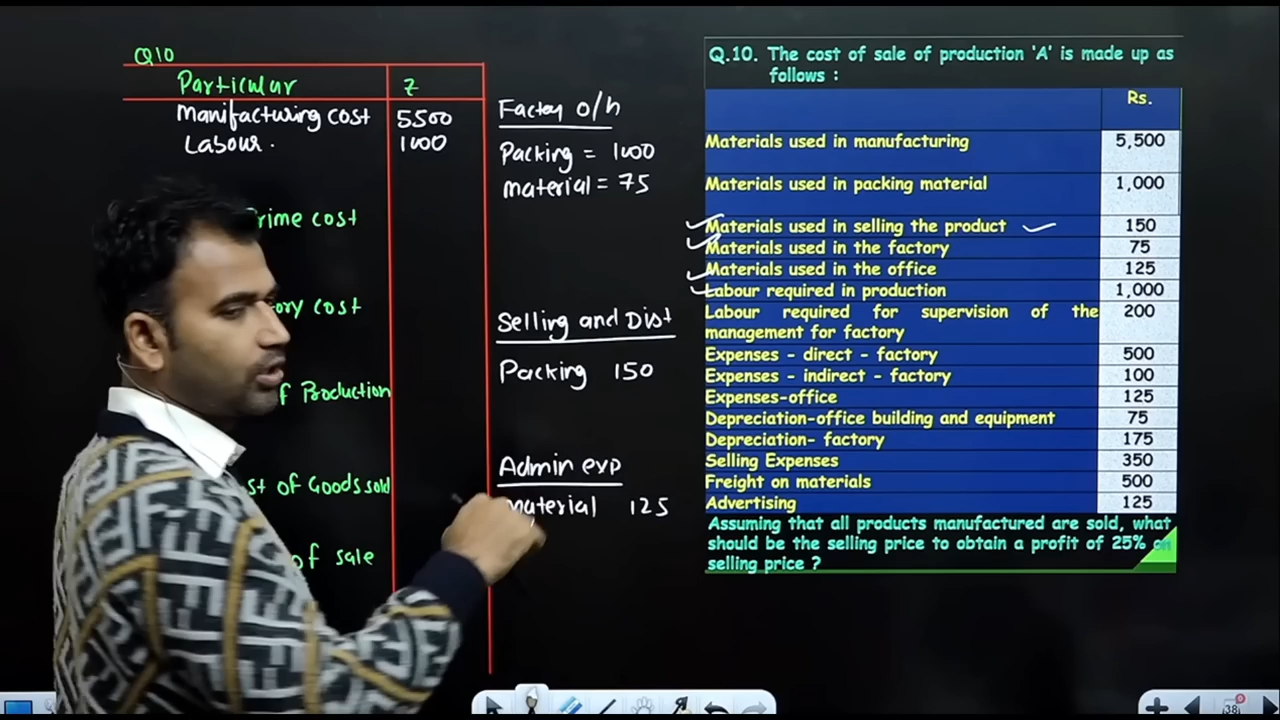 Q10
Particular ₹
Manifacturing cost 5500
Labour. 1000
Prime cost
ory cost
f Production
st of Goods sold
of sale
Factory O/h
Packing = 1000
material = 75
Selling and Dist
Packing 150
Admin exp
material 125
Q.10. The cost of sale of production 'A' is made up as
follows :
Rs.
Materials used in manufacturing 5,500
Materials used in packing material 1,000
Materials used in selling the product 150
Materials used in the factory 75
Materials used in the office 125
Labour required in production 1,000
Labour required for supervision of the 200
management for factory
Expenses - direct - factory 500
Expenses - indirect - factory 100
Expenses-office 125
Depreciation-office building and equipment 75
Depreciation- factory 175
Selling Expenses 350
Freight on materials 500
Advertising 125
Assuming that all products manufactured are sold, what
should be the selling price to obtain a profit of 25% on
selling price ?
38